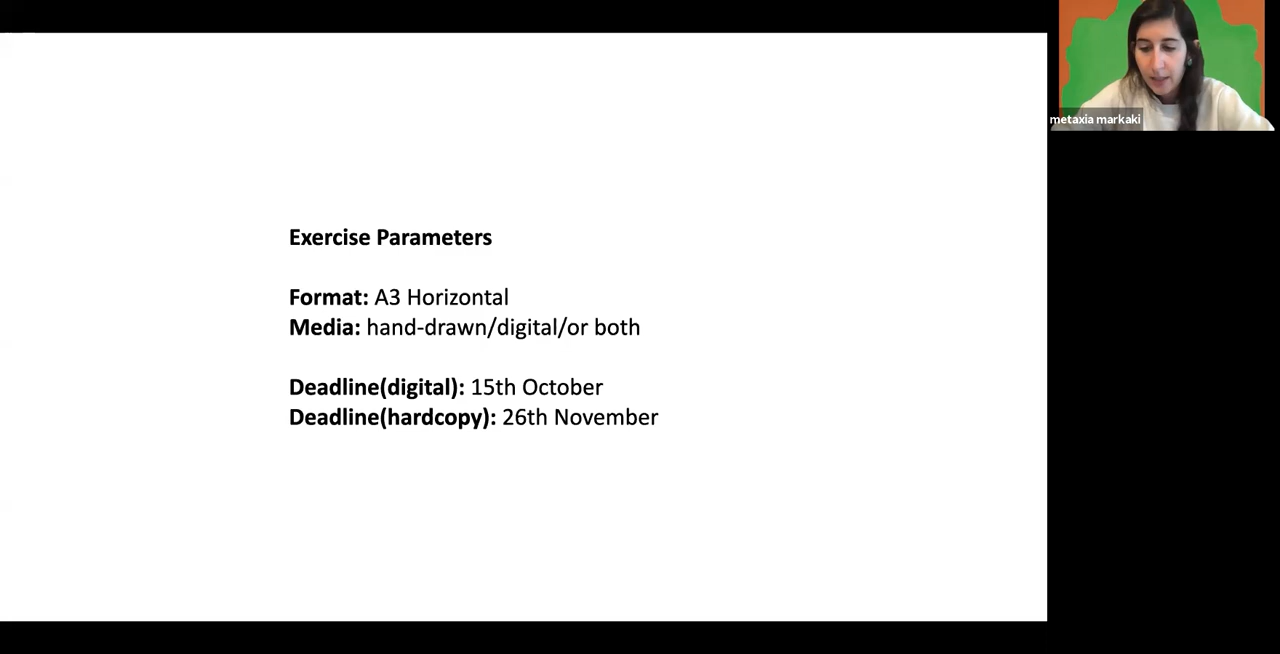 Exercise Parameters
Format: A3 Horizontal
Media: hand-drawn/digital/or both
Deadline(digital): 15th October
Deadline(hardcopy): 26th November
metaxia markaki